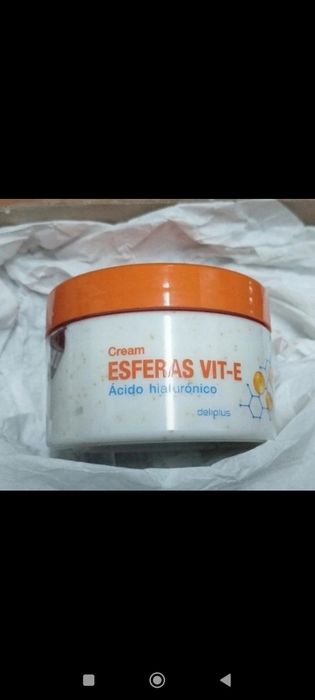 Cream
ESFERAS VIT-E
Ácido hialurónico
deliplus